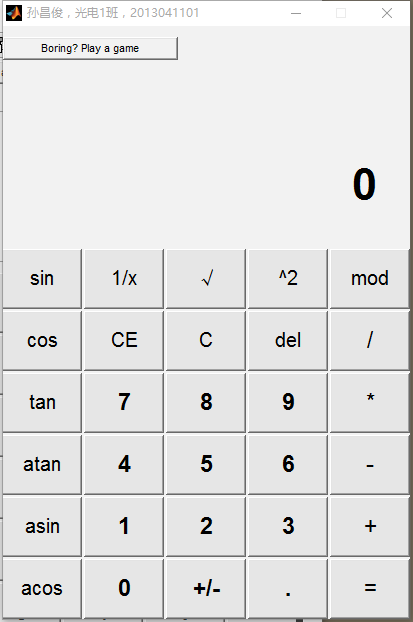 孙昌俊，光电1班，2013041101
Boring? Play a game
0
sin 1/x √ ^2 mod
cos CE C del /
tan 7 8 9 *
atan 4 5 6 -
asin 1 2 3 +
acos 0 +/- . =